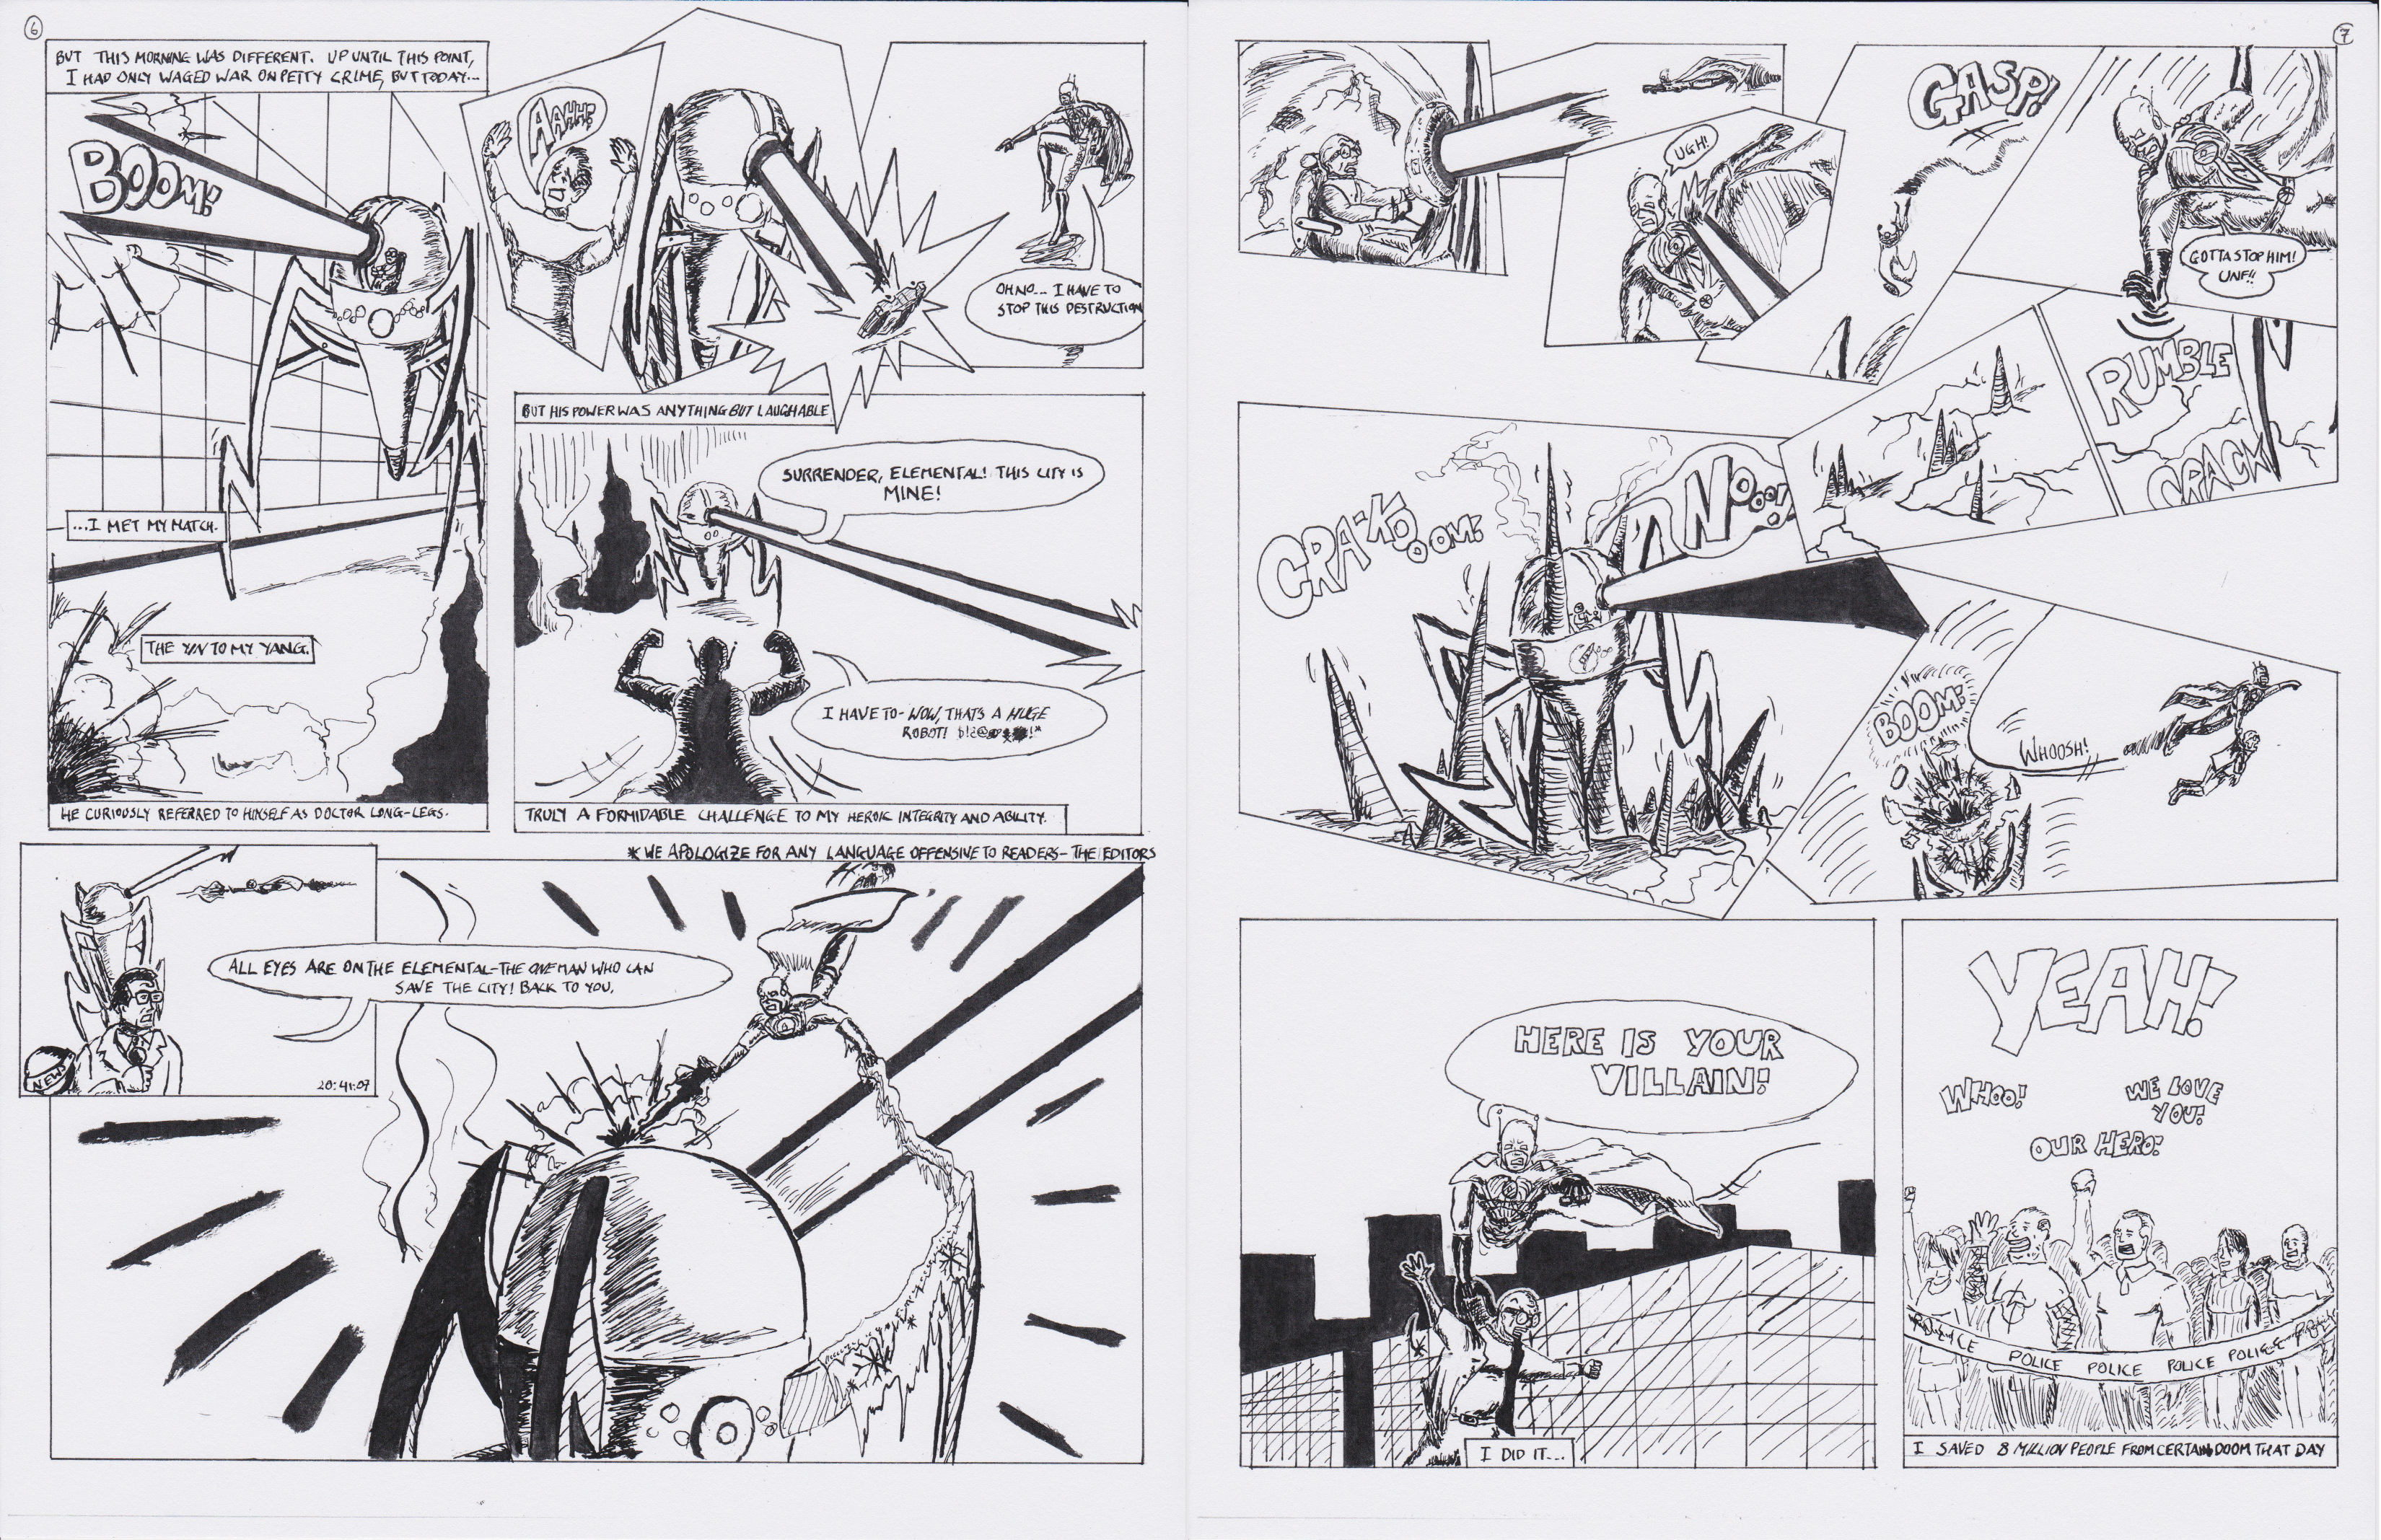 6
BUT THIS MORNING WAS DIFFERENT. UP UNTIL THIS POINT,
I HAD ONLY WAGED WAR ON PETTY CRIME, BUT TODAY...
BOOM!
...I MET MY MATCH.
THE YIN TO MY YANG.
HE CURIOUSLY REFERRED TO HIMSELF AS DOCTOR LONG-LEGS.
AAHH!
OH NO... I HAVE TO
STOP THIS DESTRUCTION
BUT HIS POWER WAS ANYTHING BUT LAUGHABLE
SURRENDER, ELEMENTAL! THIS CITY IS
MINE!
I HAVE TO- WOW, THAT'S A HUGE
ROBOT!
TRULY A FORMIDABLE CHALLENGE TO MY HEROIC INTEGRITY AND ABILITY.
* WE APOLOGIZE FOR ANY LANGUAGE OFFENSIVE TO READERS- THE EDITORS
ALL EYES ARE ON THE ELEMENTAL-THE ONE MAN WHO CAN
SAVE THE CITY! BACK TO YOU.
NEWS
20:41:07
7
UGH!
GASP!
GOTTA STOP HIM!
UNF!!
RUMBLE
CRACK
CRA-KOOOM!
NOOOO!
BOOM!
WHOOSH!
HERE IS YOUR
VILLAIN!
I DID IT...
YEAH!
WHOO!
WE LOVE
YOU!
OUR HERO!
POLICE POLICE POLICE POLICE POLICE
I SAVED 8 MILLION PEOPLE FROM CERTAIN DOOM THAT DAY